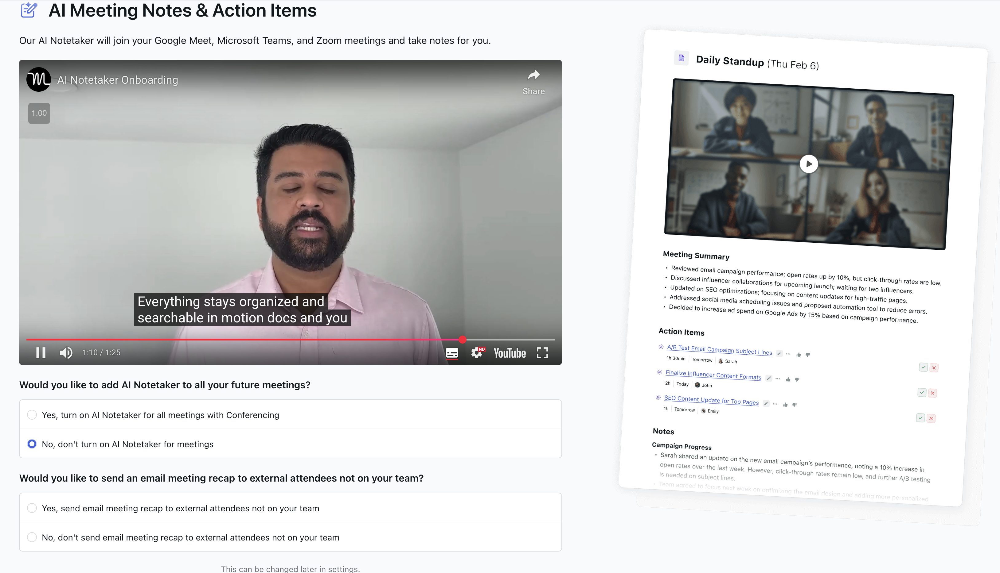 AI Meeting Notes & Action Items
Our AI Notetaker will join your Google Meet, Microsoft Teams, and Zoom meetings and take notes for you.
AI Notetaker Onboarding
Share
1.00
Everything stays organized and
searchable in motion docs and you
1:10 / 1:25
HD
YouTube
Would you like to add AI Notetaker to all your future meetings?
Yes, turn on AI Notetaker for all meetings with Conferencing
No, don't turn on AI Notetaker for meetings
Would you like to send an email meeting recap to external attendees not on your team?
Yes, send email meeting recap to external attendees not on your team
No, don't send email meeting recap to external attendees not on your team
This can be changed later in settings.
Daily Standup (Thu Feb 6)
Meeting Summary
• Reviewed email campaign performance; open rates up by 10%, but click-through rates are low.
• Discussed influencer collaborations for upcoming launch; waiting for two influencers.
• Updated on SEO optimizations; focusing on content updates for high-traffic pages.
• Addressed social media scheduling issues and proposed automation tool to reduce errors.
• Decided to increase ad spend on Google Ads by 15% based on campaign performance.
Action Items
A/B Test Email Campaign Subject Lines
1h 30min Tomorrow Sarah
Finalize Influencer Content Formats
2h Today John
SEO Content Update for Top Pages
1h Tomorrow Emily
Notes
Campaign Progress
• Sarah shared an update on the new email campaign’s performance, noting a 10% increase in
open rates over the last week. However, click-through rates remain low, and further A/B testing
is needed on subject lines.
• Team agreed to focus next week on optimizing the email design and adding more personalized